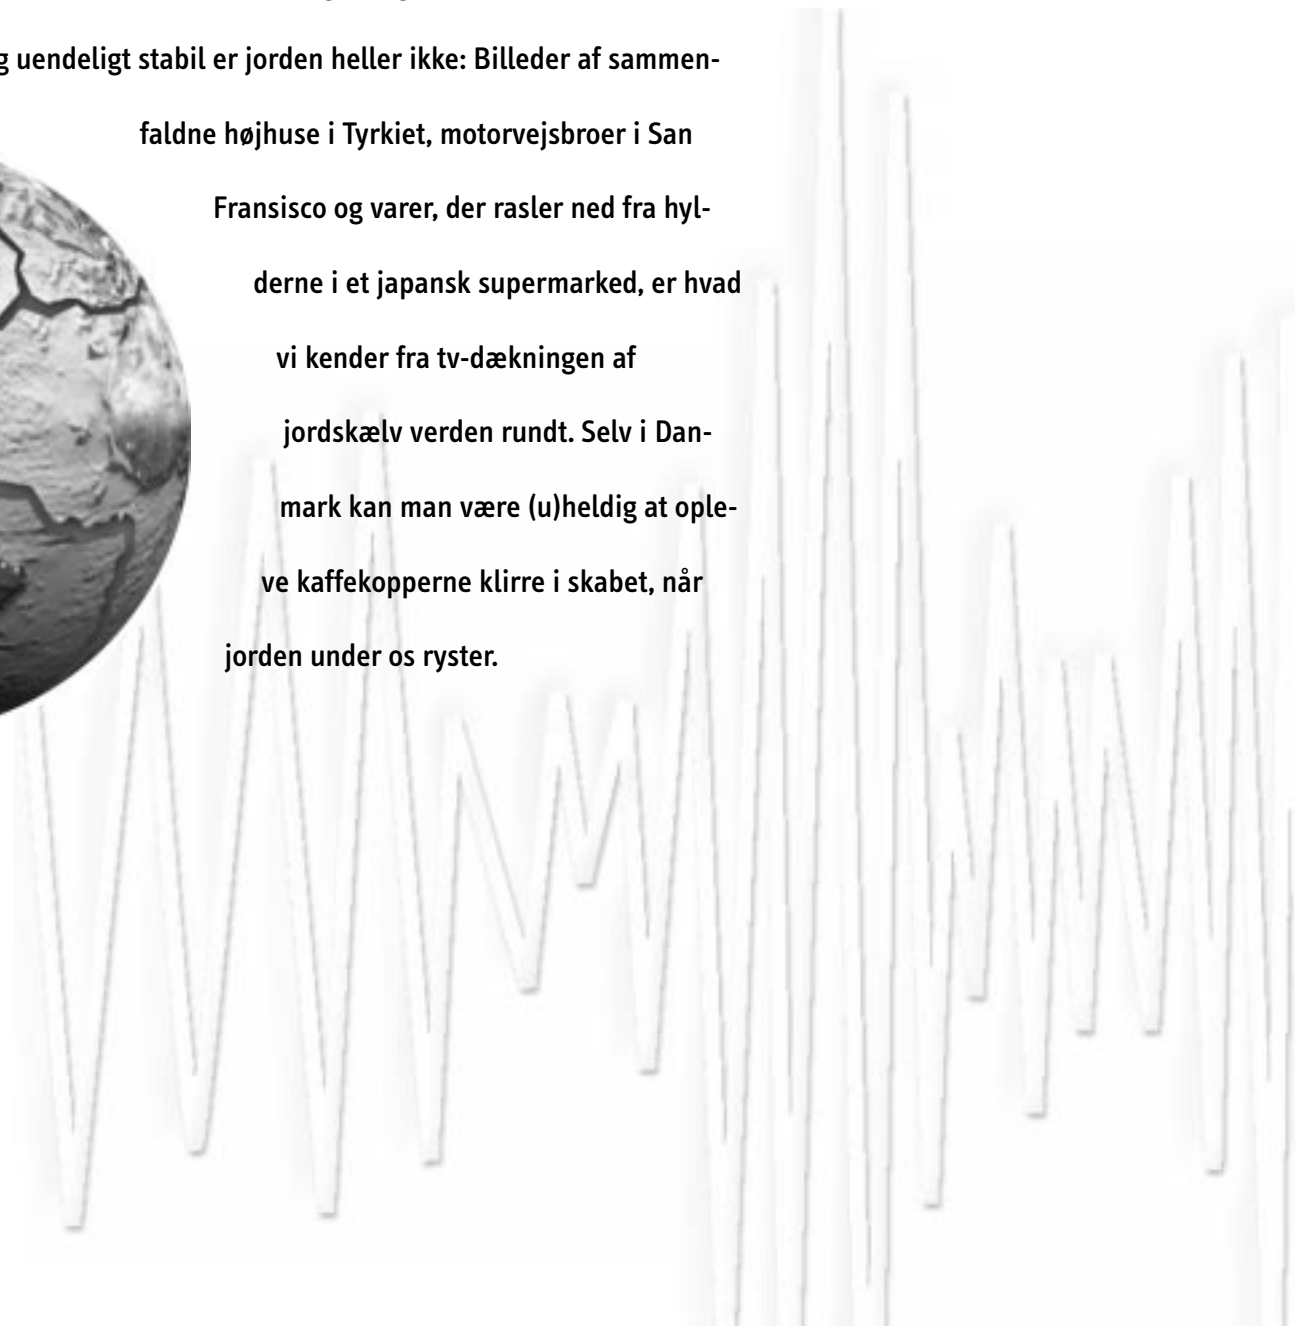 uendeligt stabil er jorden heller ikke: Billeder af sammen-
faldne højhuse i Tyrkiet, motorvejsbroer i San
Fransisco og varer, der rasler ned fra hyl-
derne i et japansk supermarked, er hvad
vi kender fra tv-dækningen af
jordskælv verden rundt. Selv i Dan-
mark kan man være (u)heldig at ople-
ve kaffekopperne klirre i skabet, når
jorden under os ryster.